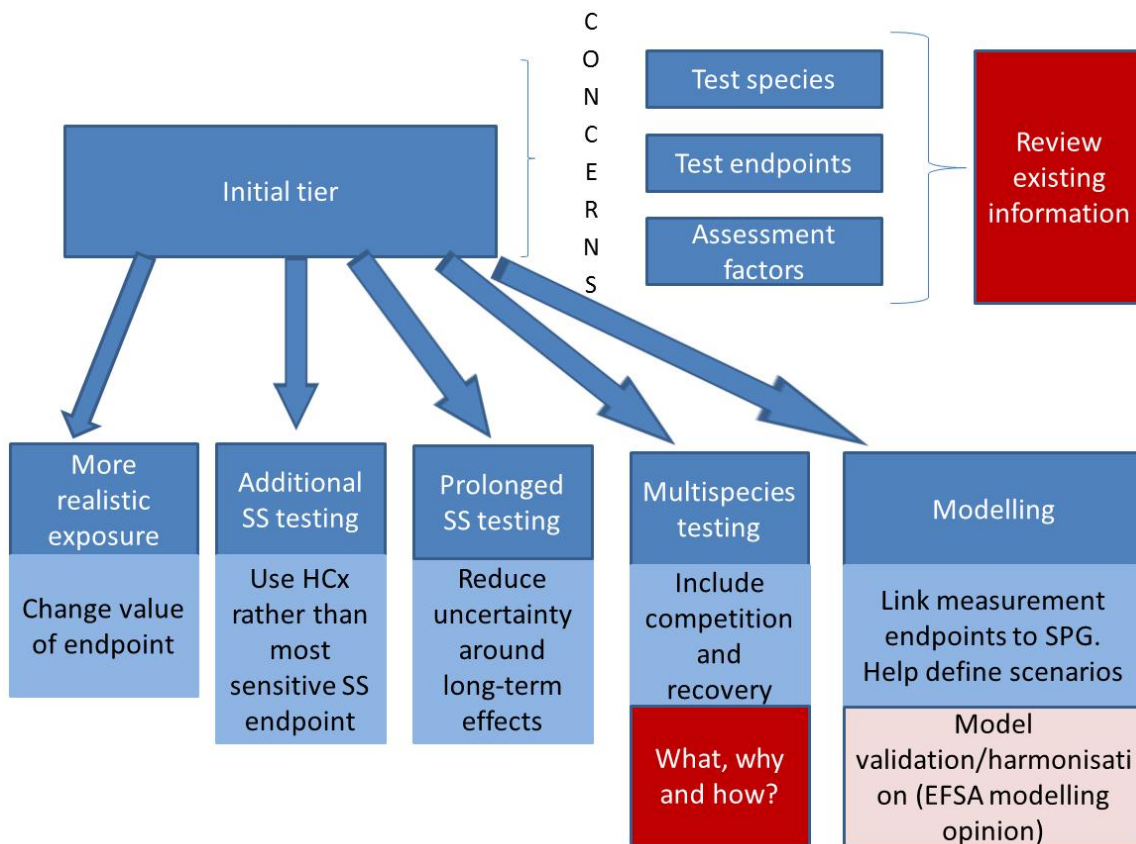 C
O
N
C
E
R
N
S
Initial tier
Test species
Test endpoints
Assessment
factors
Review
existing
information
More
realistic
exposure
Change value
of endpoint
Additional
SS testing
Use HCx
rather than
most
sensitive SS
endpoint
Prolonged
SS testing
Reduce
uncertainty
around
long-term
effects
Multispecies
testing
Include
competition
and
recovery
What, why
and how?
Modelling
Link measurement
endpoints to SPG.
Help define scenarios
Model
validation/harmonisati
on (EFSA modelling
opinion)